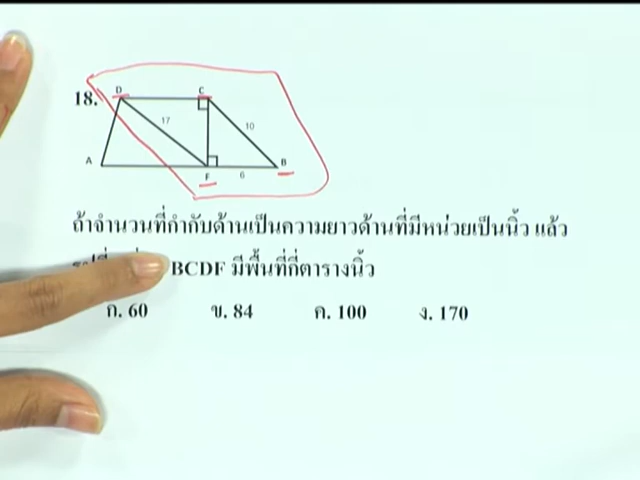 18.
D C
17 10
A F 6 B
ถ้าจำนวนที่กำกับด้านเป็นความยาวด้านที่มีหน่วยเป็นนิ้ว แล้ว
BCDF มีพื้นที่กี่ตารางนิ้ว
ก. 60 ข. 84 ค. 100 ง. 170